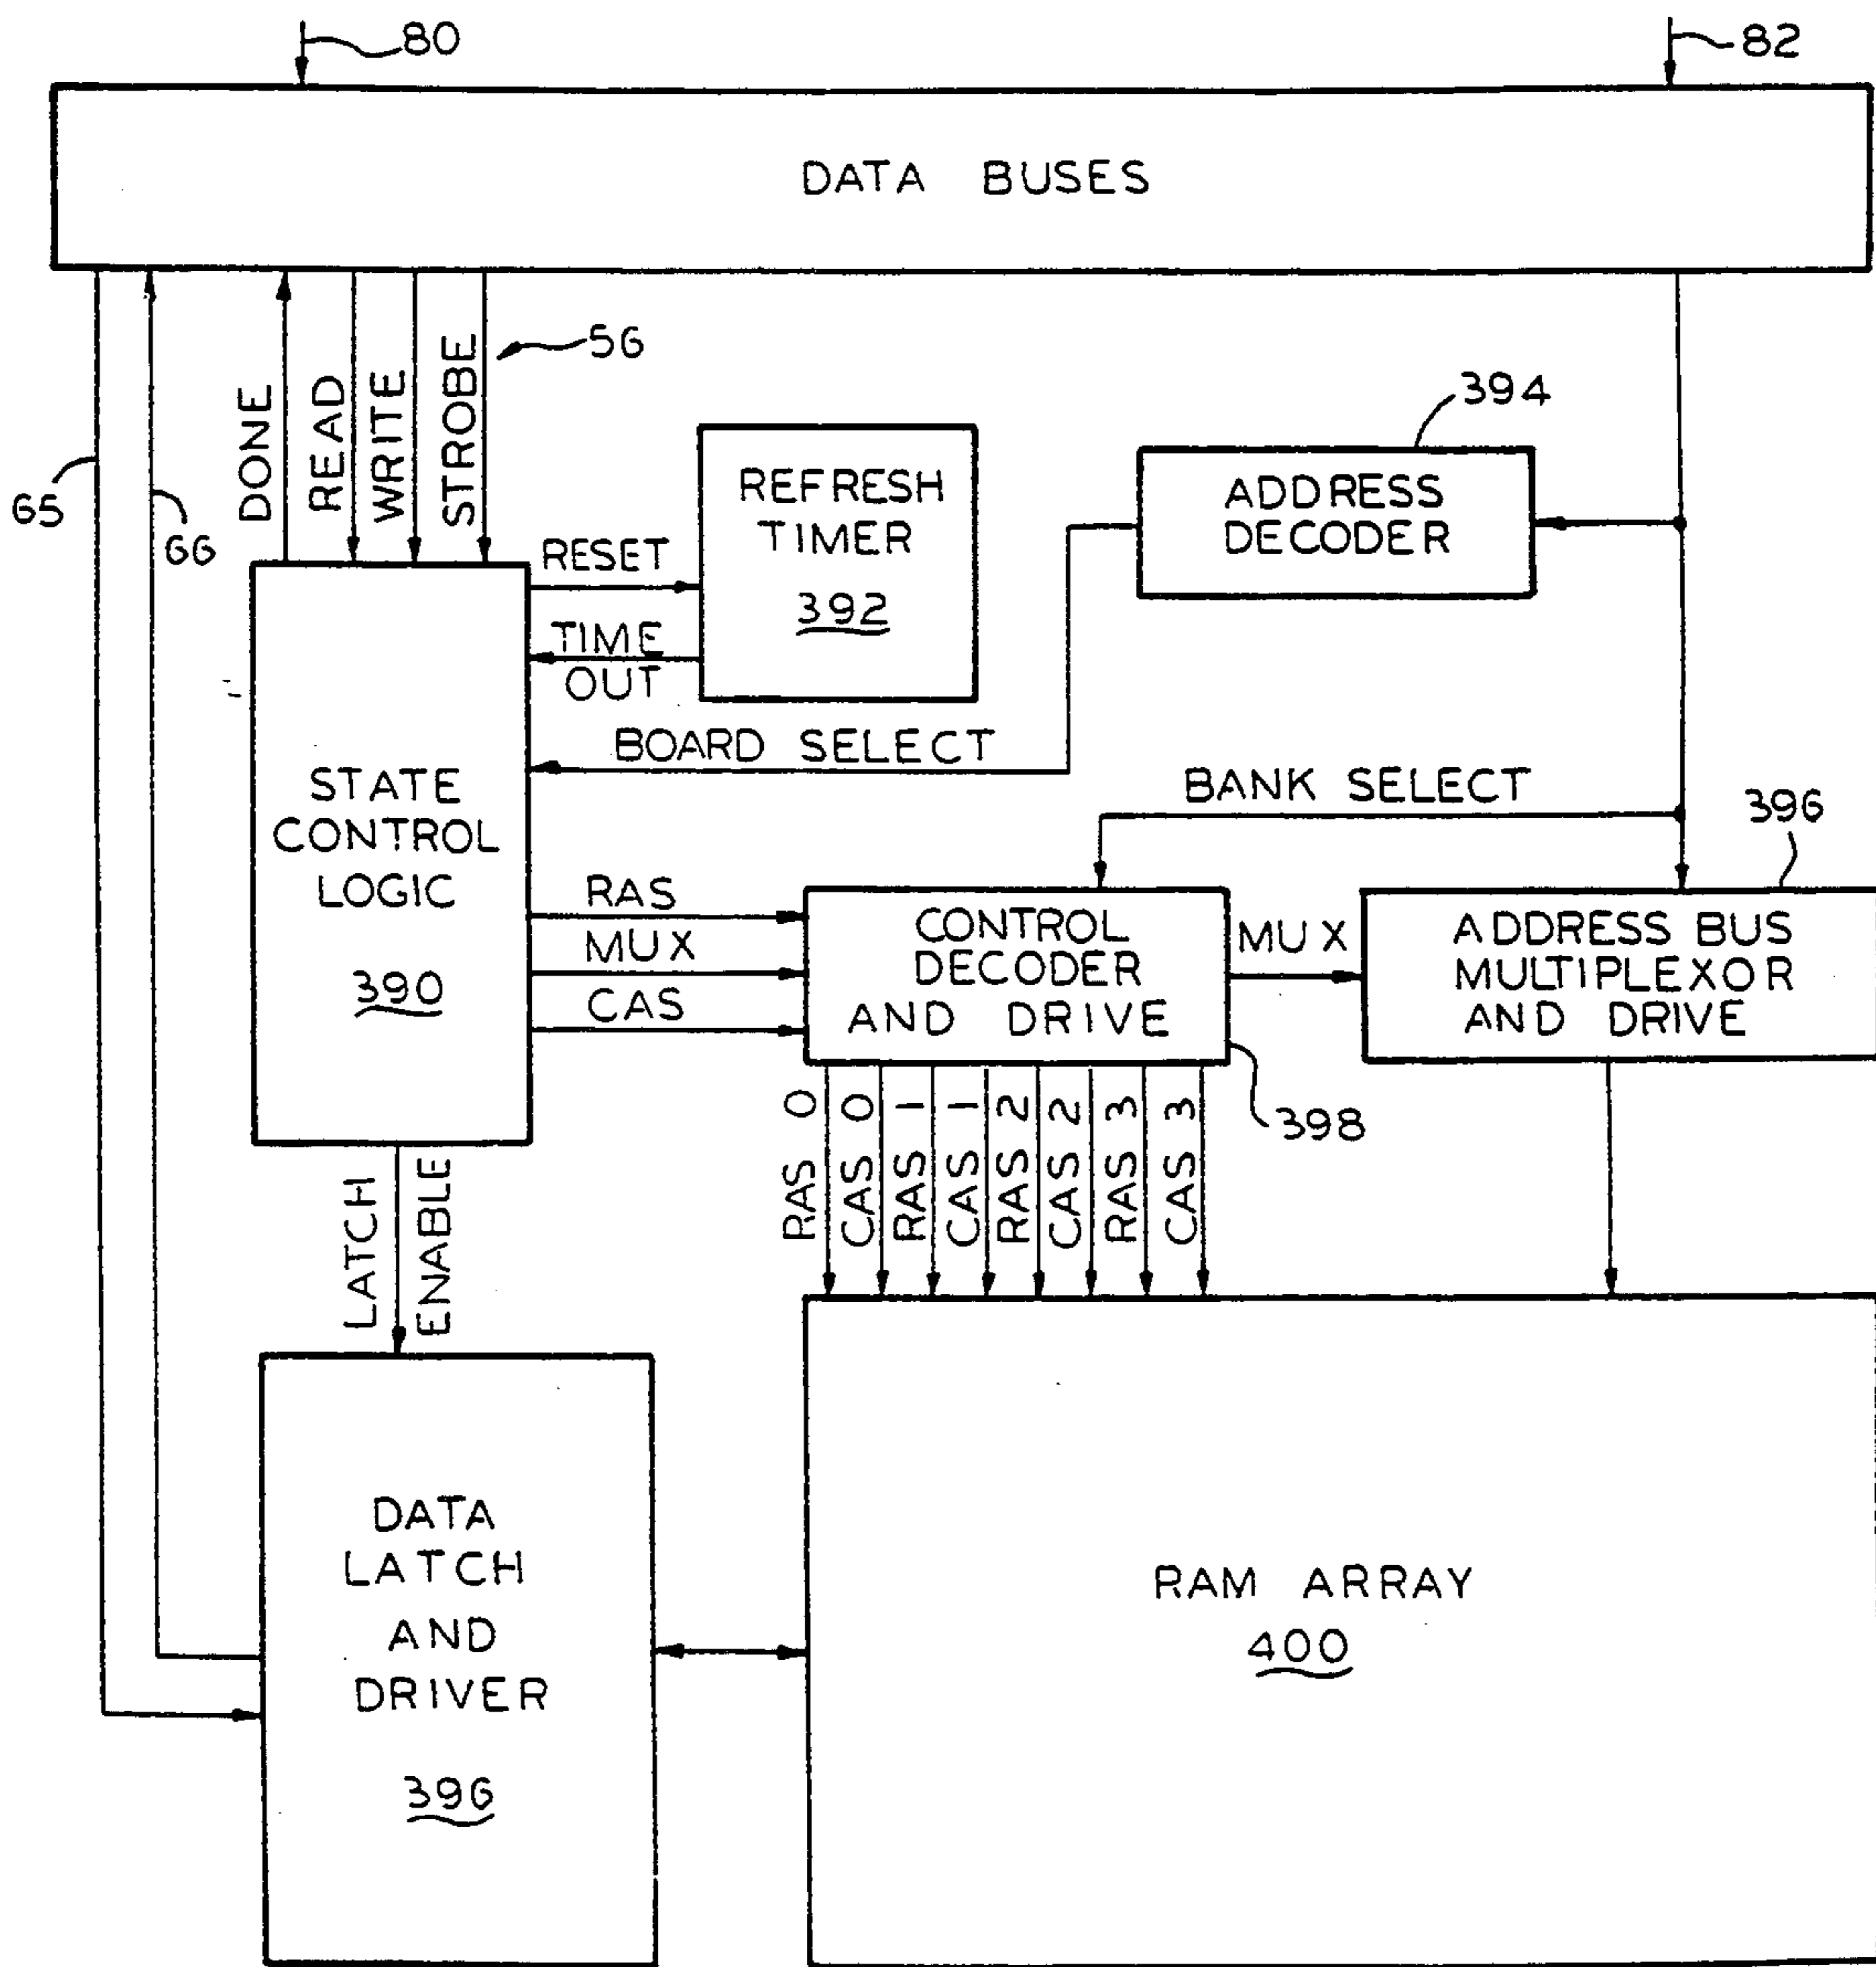 80
82
DATA BUSES
56
DONE
READ
WRITE
STROBE
65
66
394
REFRESH
TIMER
392
ADDRESS
DECODER
RESET
TIME
OUT
BOARD SELECT
BANK SELECT
396
STATE
CONTROL
LOGIC
390
RAS
MUX
CAS
CONTROL
DECODER
AND DRIVE
MUX
ADDRESS BUS
MULTIPLEXOR
AND DRIVE
398
RAS 0
CAS 0
RAS 1
CAS 1
RAS 2
CAS 2
RAS 3
CAS 3
LATCH
ENABLE
DATA
LATCH
AND
DRIVER
396
RAM ARRAY
400